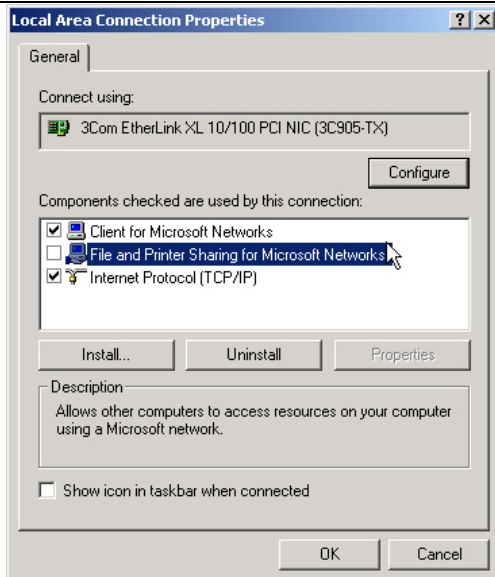 Local Area Connection Properties
General
Connect using:
3Com EtherLink XL 10/100 PCI NIC (3C905-TX)
Configure
Components checked are used by this connection:
Client for Microsoft Networks
File and Printer Sharing for Microsoft Networks
Internet Protocol (TCP/IP)
Install... Uninstall Properties
Description
Allows other computers to access resources on your computer
using a Microsoft network.
Show icon in taskbar when connected
OK Cancel